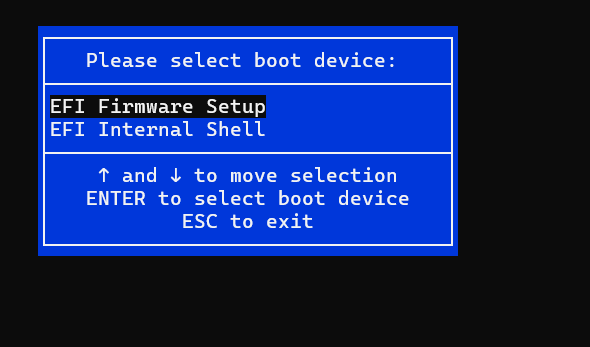 Please select boot device:
EFI Firmware Setup
EFI Internal Shell
↑ and ↓ to move selection
ENTER to select boot device
ESC to exit